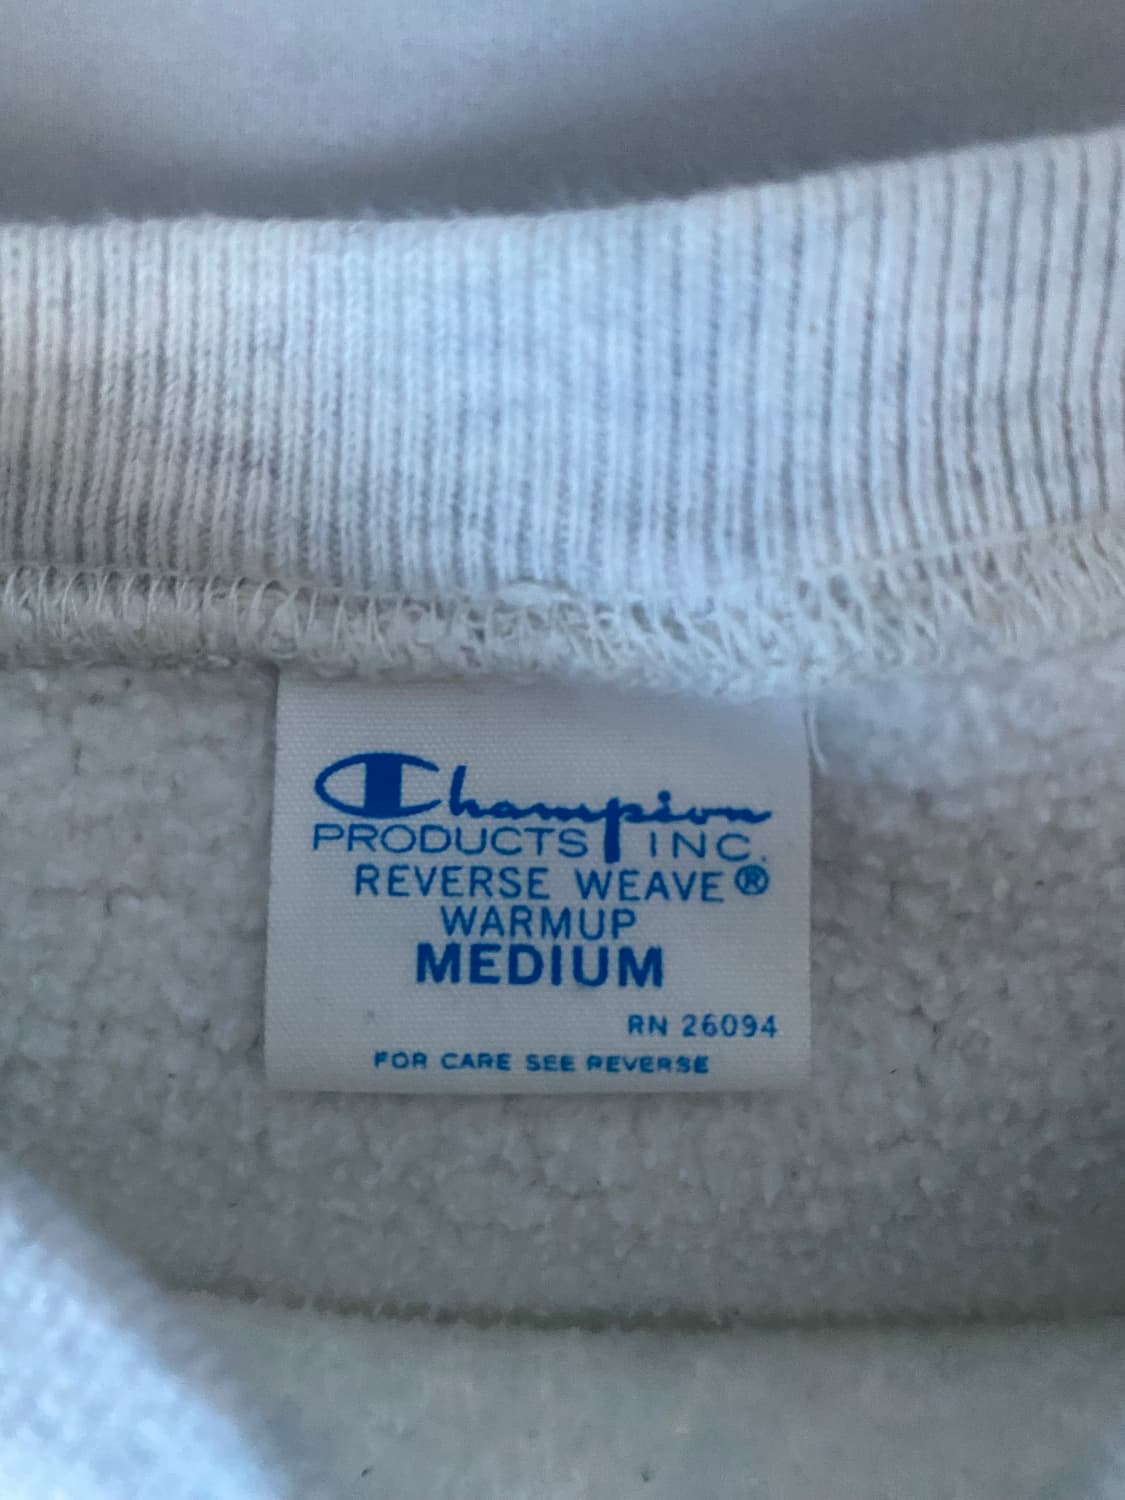 Champion
PRODUCTS INC.
REVERSE WEAVE ®
WARMUP
MEDIUM
RN 26094
FOR CARE SEE REVERSE